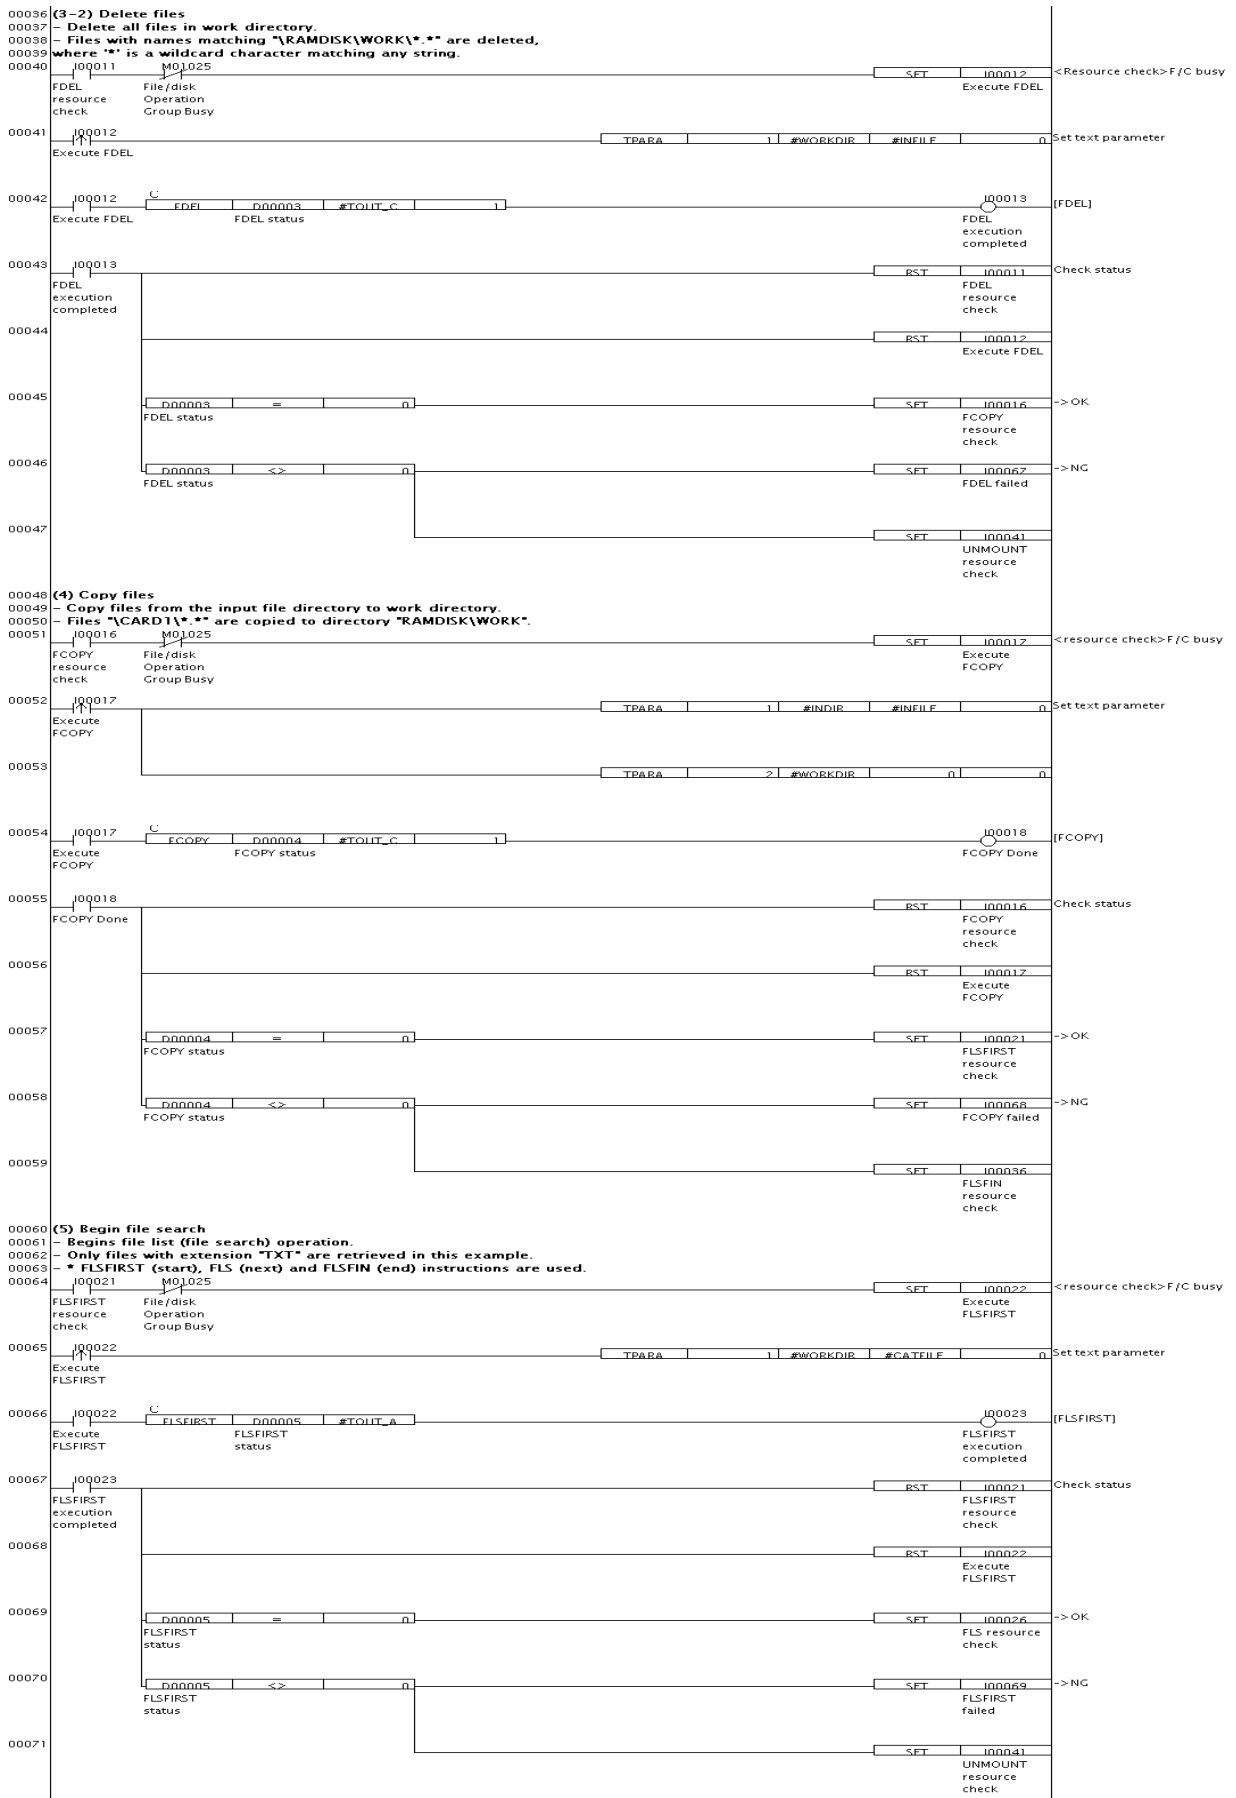 00036 (3-2) Delete files
00037 - Delete all files in work directory.
00038 - Files with names matching "\RAMDISK\WORK\*.*" are deleted,
00039 where '*' is a wildcard character matching any string.
00040 I00011 M01025 SET I00012 <Resource check>F/C busy
FDEL File/disk Execute FDEL
resource Operation
check Group Busy
00041 I00012 TPARA 1 #WORKDIR #INFILE 0 Set text parameter
Execute FDEL
00042 I00012 C FDEL D00003 #TOUT_C 1 I00013 [FDEL]
Execute FDEL FDEL status FDEL
execution
completed
00043 I00013 RST I00011 Check status
FDEL FDEL
execution resource
completed check
00044 RST I00012
Execute FDEL
00045 D00003 = 0 SET I00016 ->OK
FDEL status FCOPY
resource
check
00046 D00003 <> 0 SET I00067 ->NG
FDEL status FDEL failed
00047 SET I00041
UNMOUNT
resource
check
00048 (4) Copy files
00049 - Copy files from the input file directory to work directory.
00050 - Files "\CARD1\*.*" are copied to directory "RAMDISK\WORK".
00051 I00016 M01025 SET I00017 <resource check>F/C busy
FCOPY File/disk Execute
resource Operation FCOPY
check Group Busy
00052 I00017 TPARA 1 #INDIR #INFILE 0 Set text parameter
Execute
FCOPY
00053 TPARA 2 #WORKDIR 0 0
00054 I00017 C FCOPY D00004 #TOUT_C 1 I00018 [FCOPY]
Execute FCOPY status FCOPY Done
FCOPY
00055 I00018 RST I00016 Check status
FCOPY Done FCOPY
resource
check
00056 RST I00017
Execute
FCOPY
00057 D00004 = 0 SET I00021 ->OK
FCOPY status FLSFIRST
resource
check
00058 D00004 <> 0 SET I00068 ->NG
FCOPY status FCOPY failed
00059 SET I00036
FLSFIN
resource
check
00060 (5) Begin file search
00061 - Begins file list (file search) operation.
00062 - Only files with extension "TXT" are retrieved in this example.
00063 - * FLSFIRST (start), FLS (next) and FLSFIN (end) instructions are used.
00064 I00021 M01025 SET I00022 <resource check>F/C busy
FLSFIRST File/disk Execute
resource Operation FLSFIRST
check Group Busy
00065 I00022 TPARA 1 #WORKDIR #CATFILE 0 Set text parameter
Execute
FLSFIRST
00066 I00022 C FLSFIRST D00005 #TOUT_A I00023 [FLSFIRST]
Execute FLSFIRST FLSFIRST
FLSFIRST status execution
completed
00067 I00023 RST I00021 Check status
FLSFIRST FLSFIRST
execution resource
completed check
00068 RST I00022
Execute
FLSFIRST
00069 D00005 = 0 SET I00026 ->OK
FLSFIRST FLS resource
status check
00070 D00005 <> 0 SET I00069 ->NG
FLSFIRST FLSFIRST
status failed
00071 SET I00041
UNMOUNT
resource
check